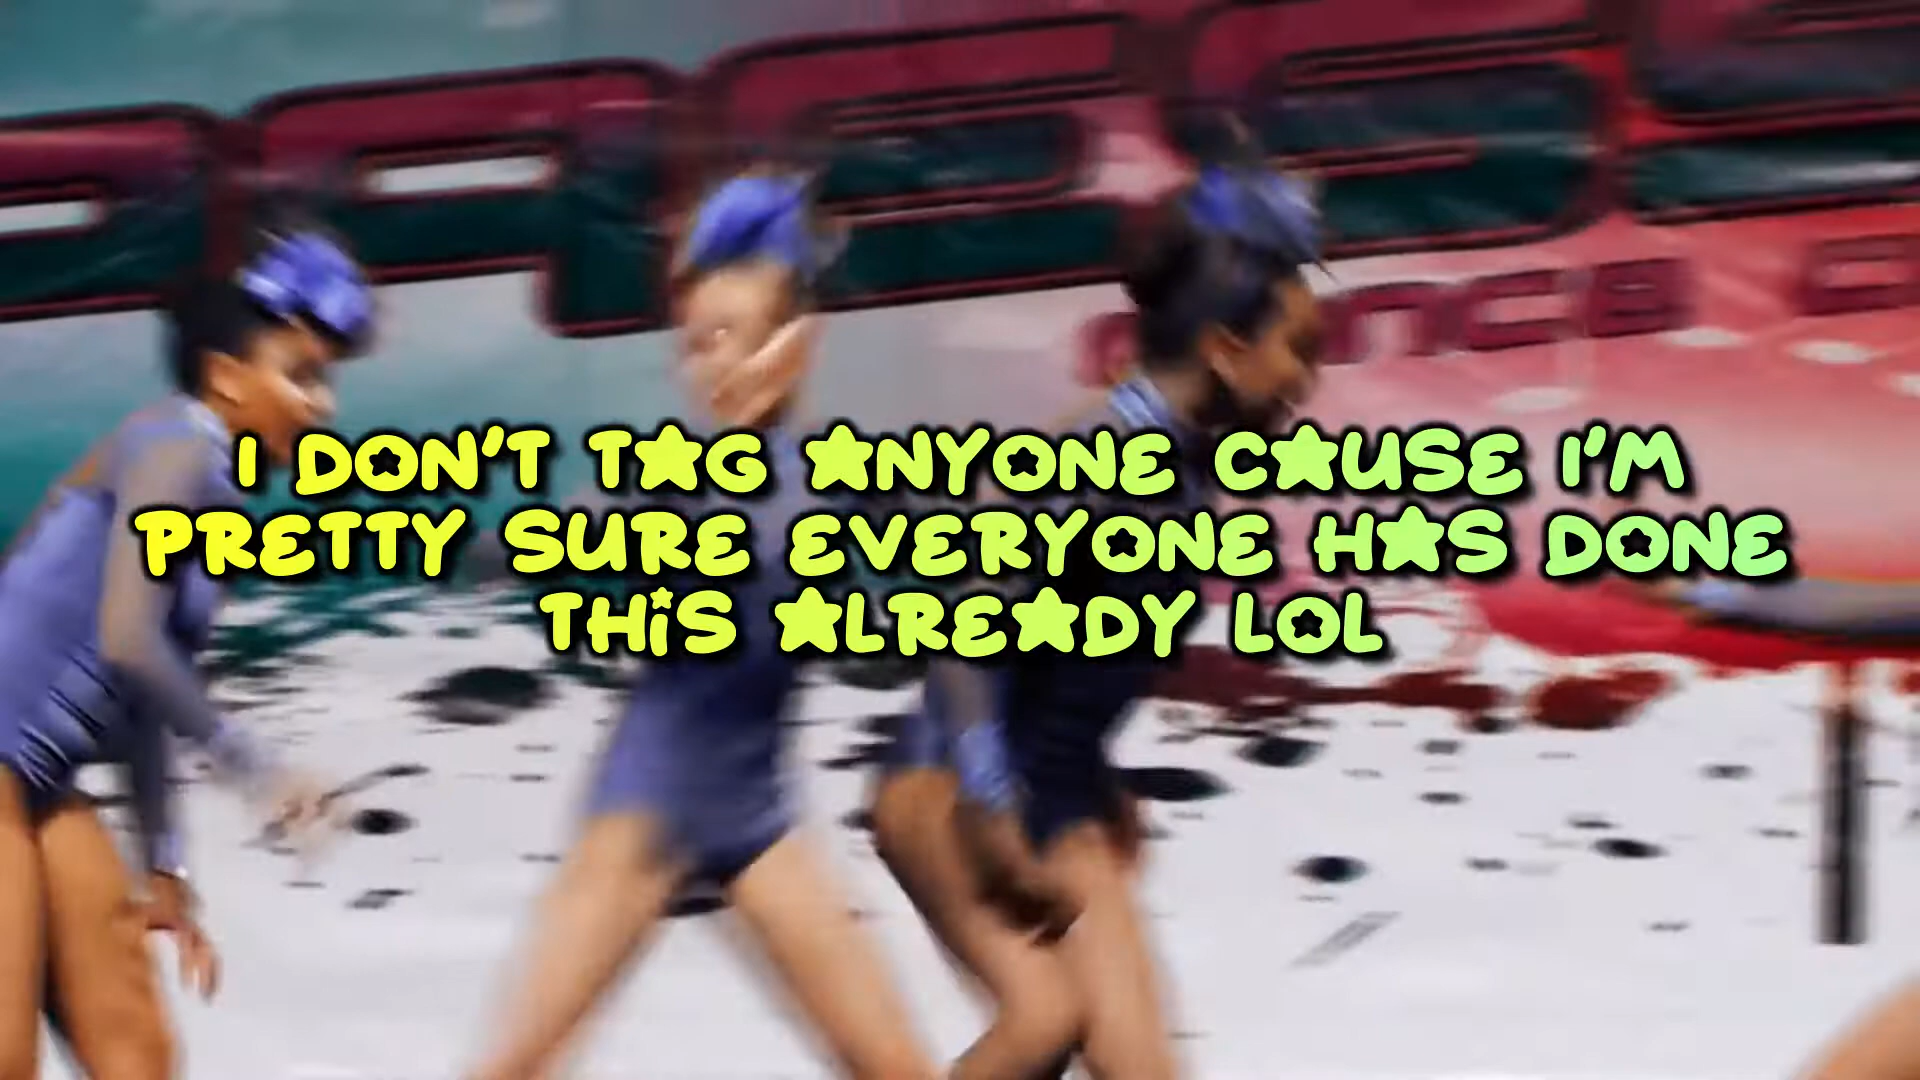 I DON'T TAG ANYONE CAUSE I'M
PRETTY SURE EVERYONE HAS DONE
THIS ALREADY LOL